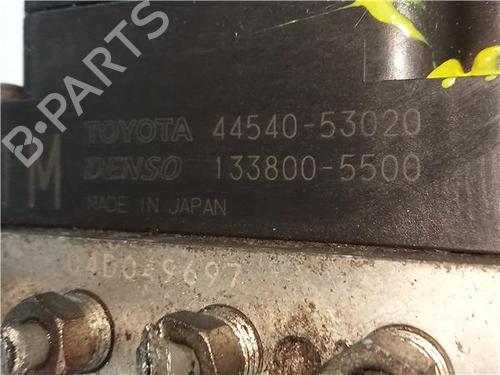 TOYOTA 44540-53020
DENSO 133800-5500
MADE IN JAPAN
M
B-PARTS